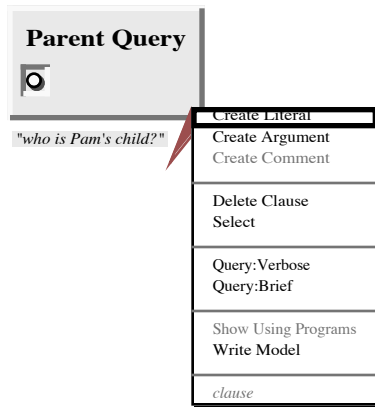 Parent Query
"who is Pam's child?"
Create Literal
Create Argument
Create Comment
Delete Clause
Select
Query:Verbose
Query:Brief
Show Using Programs
Write Model
clause